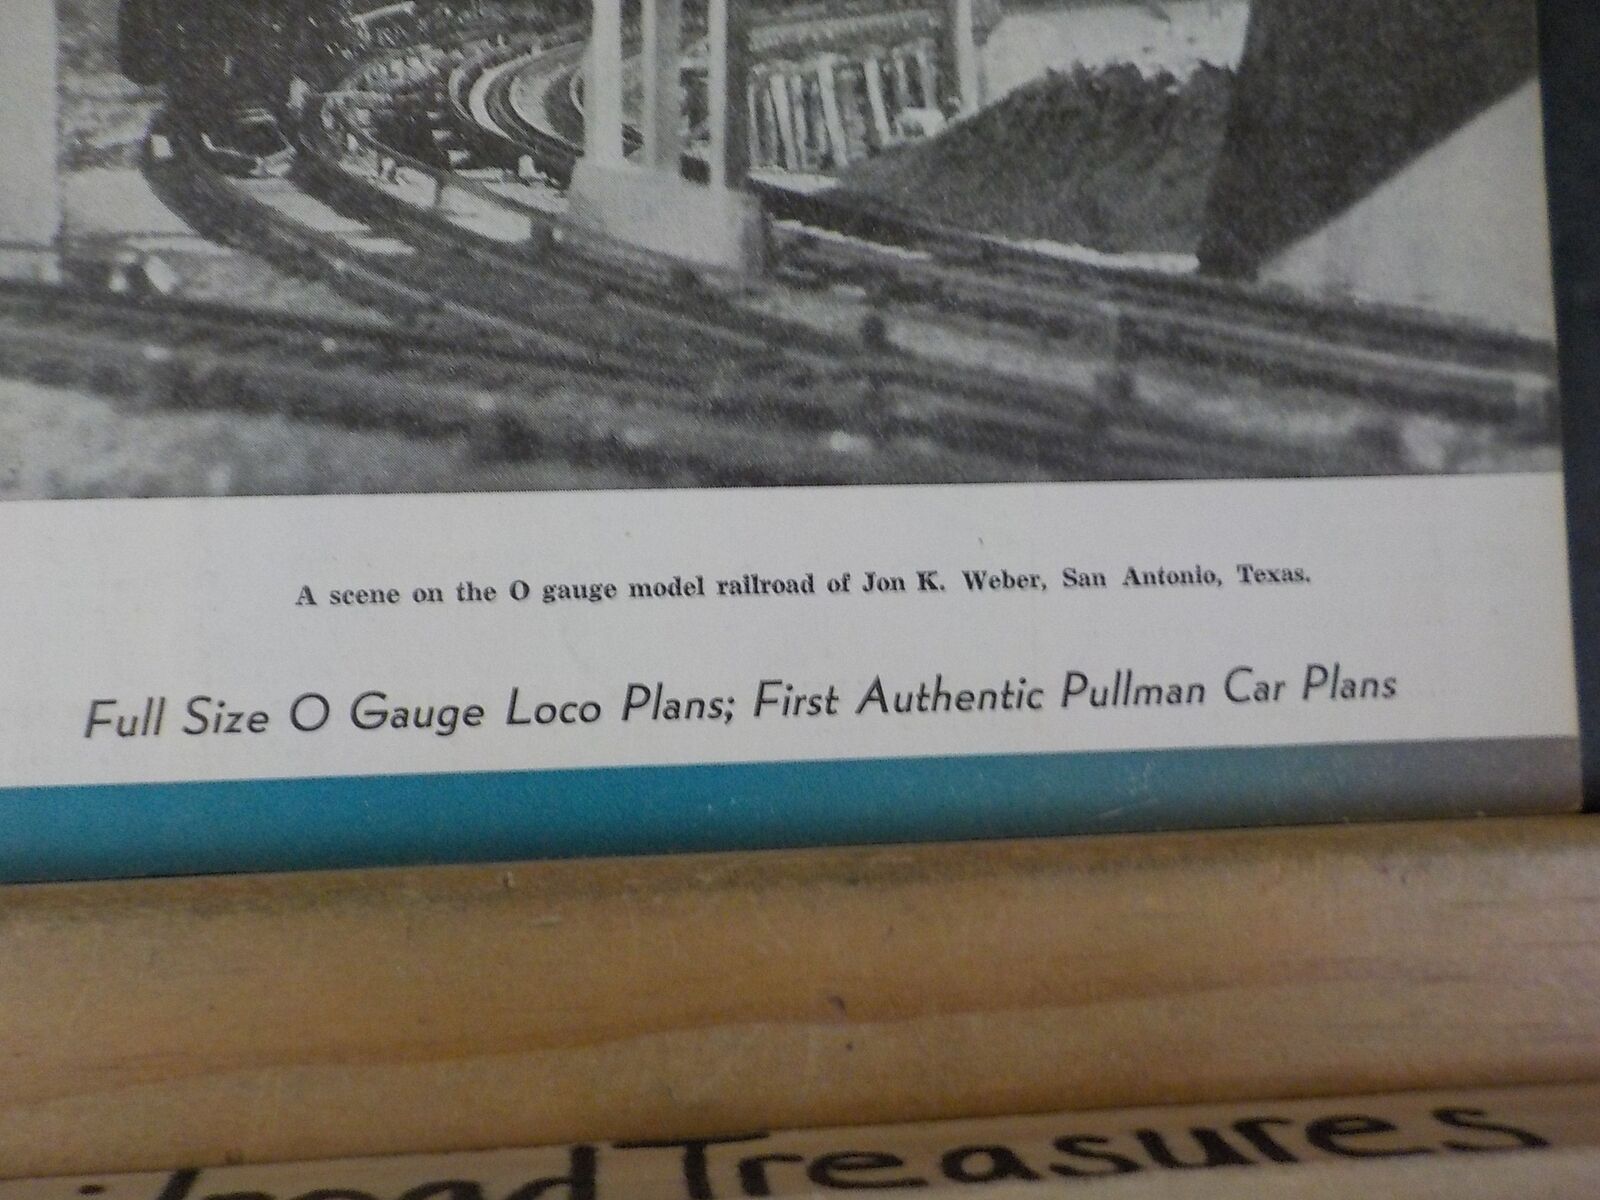 A scene on the O gauge model railroad of Jon K. Weber, San Antonio, Texas.
Full Size O Gauge Loco Plans; First Authentic Pullman Car Plans
Treasures